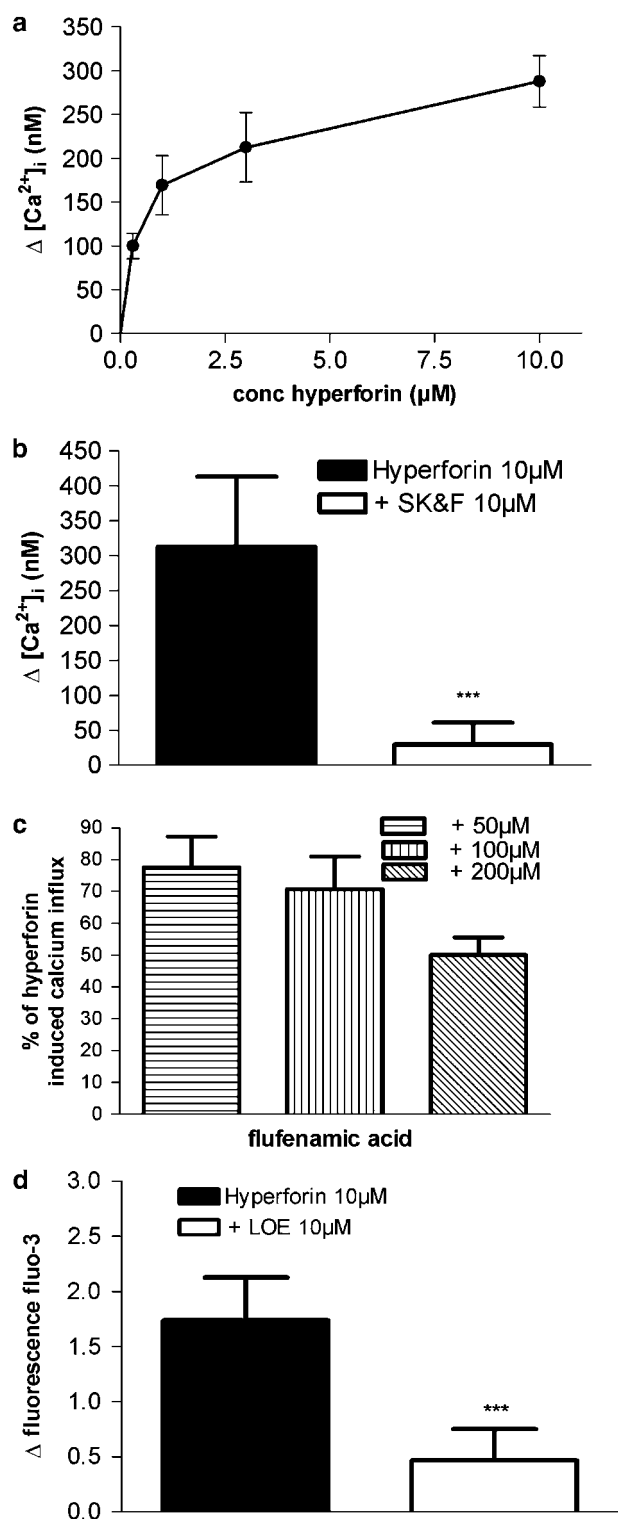 a
Δ [Ca²⁺]ᵢ (nM)
350
300
250
200
150
100
50
0
0.0 2.5 5.0 7.5 10.0
conc hyperforin (µM)
b
Δ [Ca²⁺]ᵢ (nM)
450
400
350
300
250
200
150
100
50
0
Hyperforin 10µM
+ SK&F 10µM
***
c
% of hyperforin
induced calcium influx
90
80
70
60
50
40
30
20
10
0
+ 50µM
+ 100µM
+ 200µM
flufenamic acid
d
Δ fluorescence fluo-3
3.0
2.5
2.0
1.5
1.0
0.5
0.0
Hyperforin 10µM
+ LOE 10µM
***